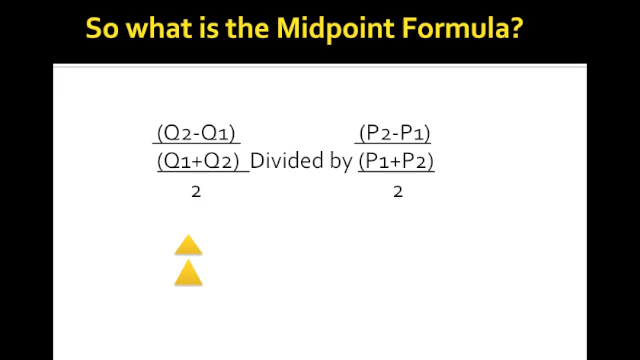 So what is the Midpoint Formula?
(Q2-Q1) (P2-P1)
(Q1+Q2) Divided by (P1+P2)
2 2